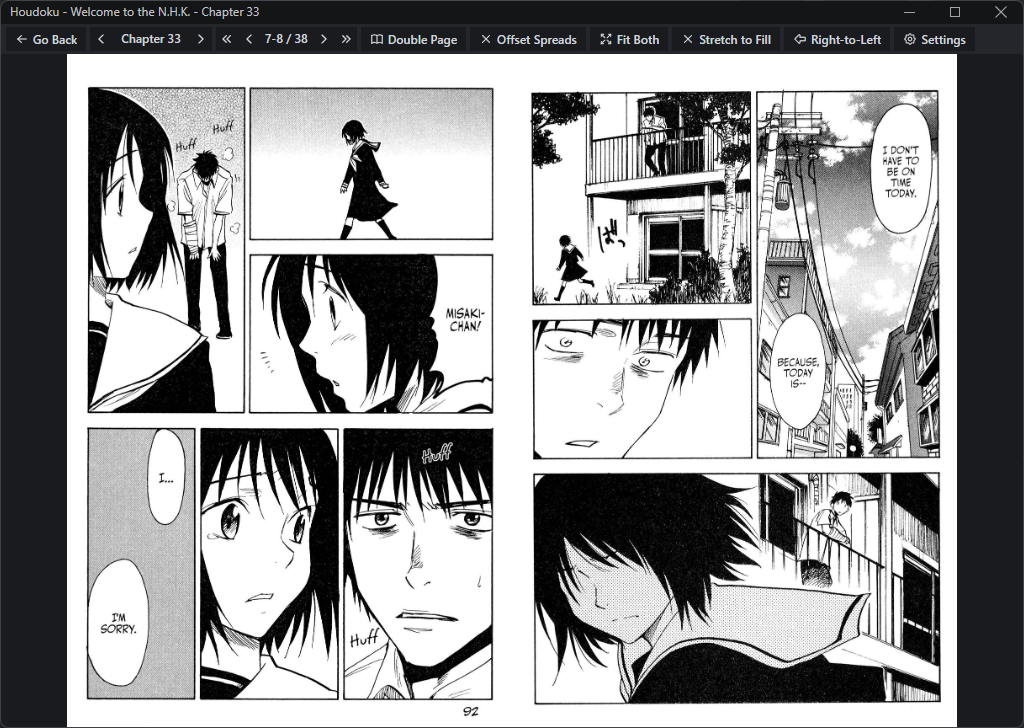 Houdoku - Welcome to the N.H.K. - Chapter 33
Go Back
Chapter 33
7-8 / 38
Double Page
Offset Spreads
Fit Both
Stretch to Fill
Right-to-Left
Settings
I DON'T
HAVE TO
BE ON
TIME
TODAY.
BECAUSE,
TODAY
IS--
ばっ
MISAKI-
CHAN!
Huff
Huff
Huff
Huff
I...
I'M
SORRY.
92